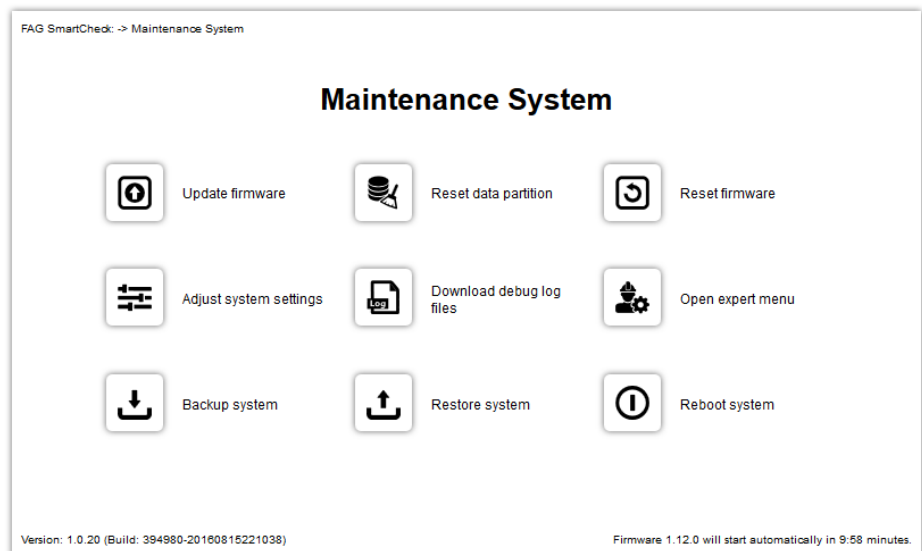 FAG SmartCheck: -> Maintenance System
Maintenance System
Update firmware
Reset data partition
Reset firmware
Adjust system settings
Download debug log
files
Log
Open expert menu
Backup system
Restore system
Reboot system
Version: 1.0.20 (Build: 394980-20160815221038)
Firmware 1.12.0 will start automatically in 9:58 minutes.